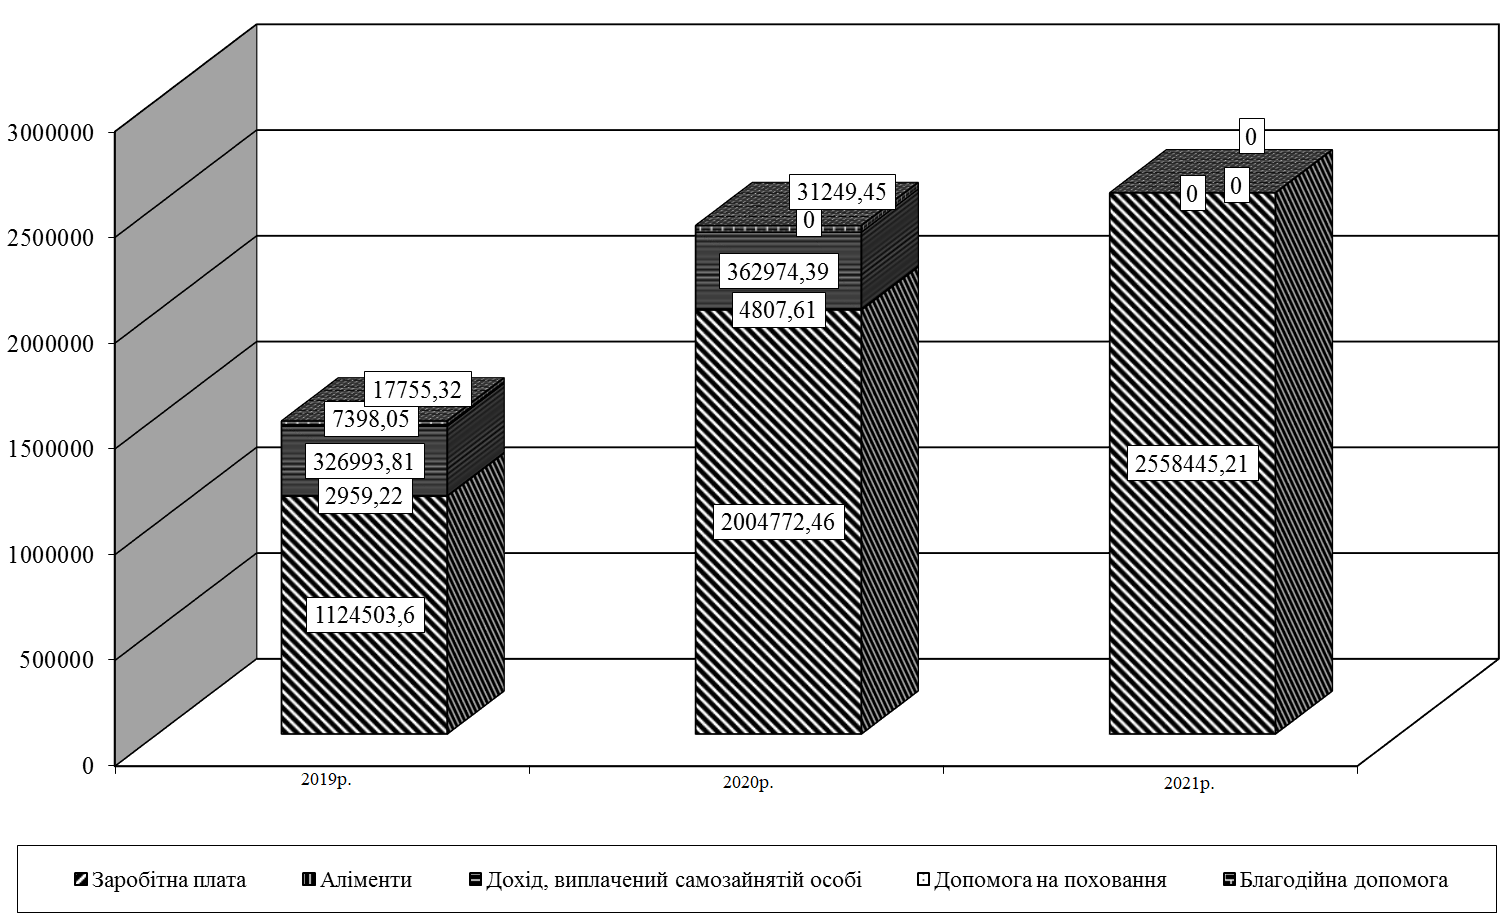 3000000
2500000
2000000
1500000
1000000
500000
0
17755,32
7398,05
326993,81
2959,22
1124503,6
31249,45
0
362974,39
4807,61
2004772,46
0
0
0
2558445,21
2019р.
2020р.
2021р.
Заробітна плата
Аліменти
Дохід, виплачений самозайнятій особі
Допомога на поховання
Благодійна допомога